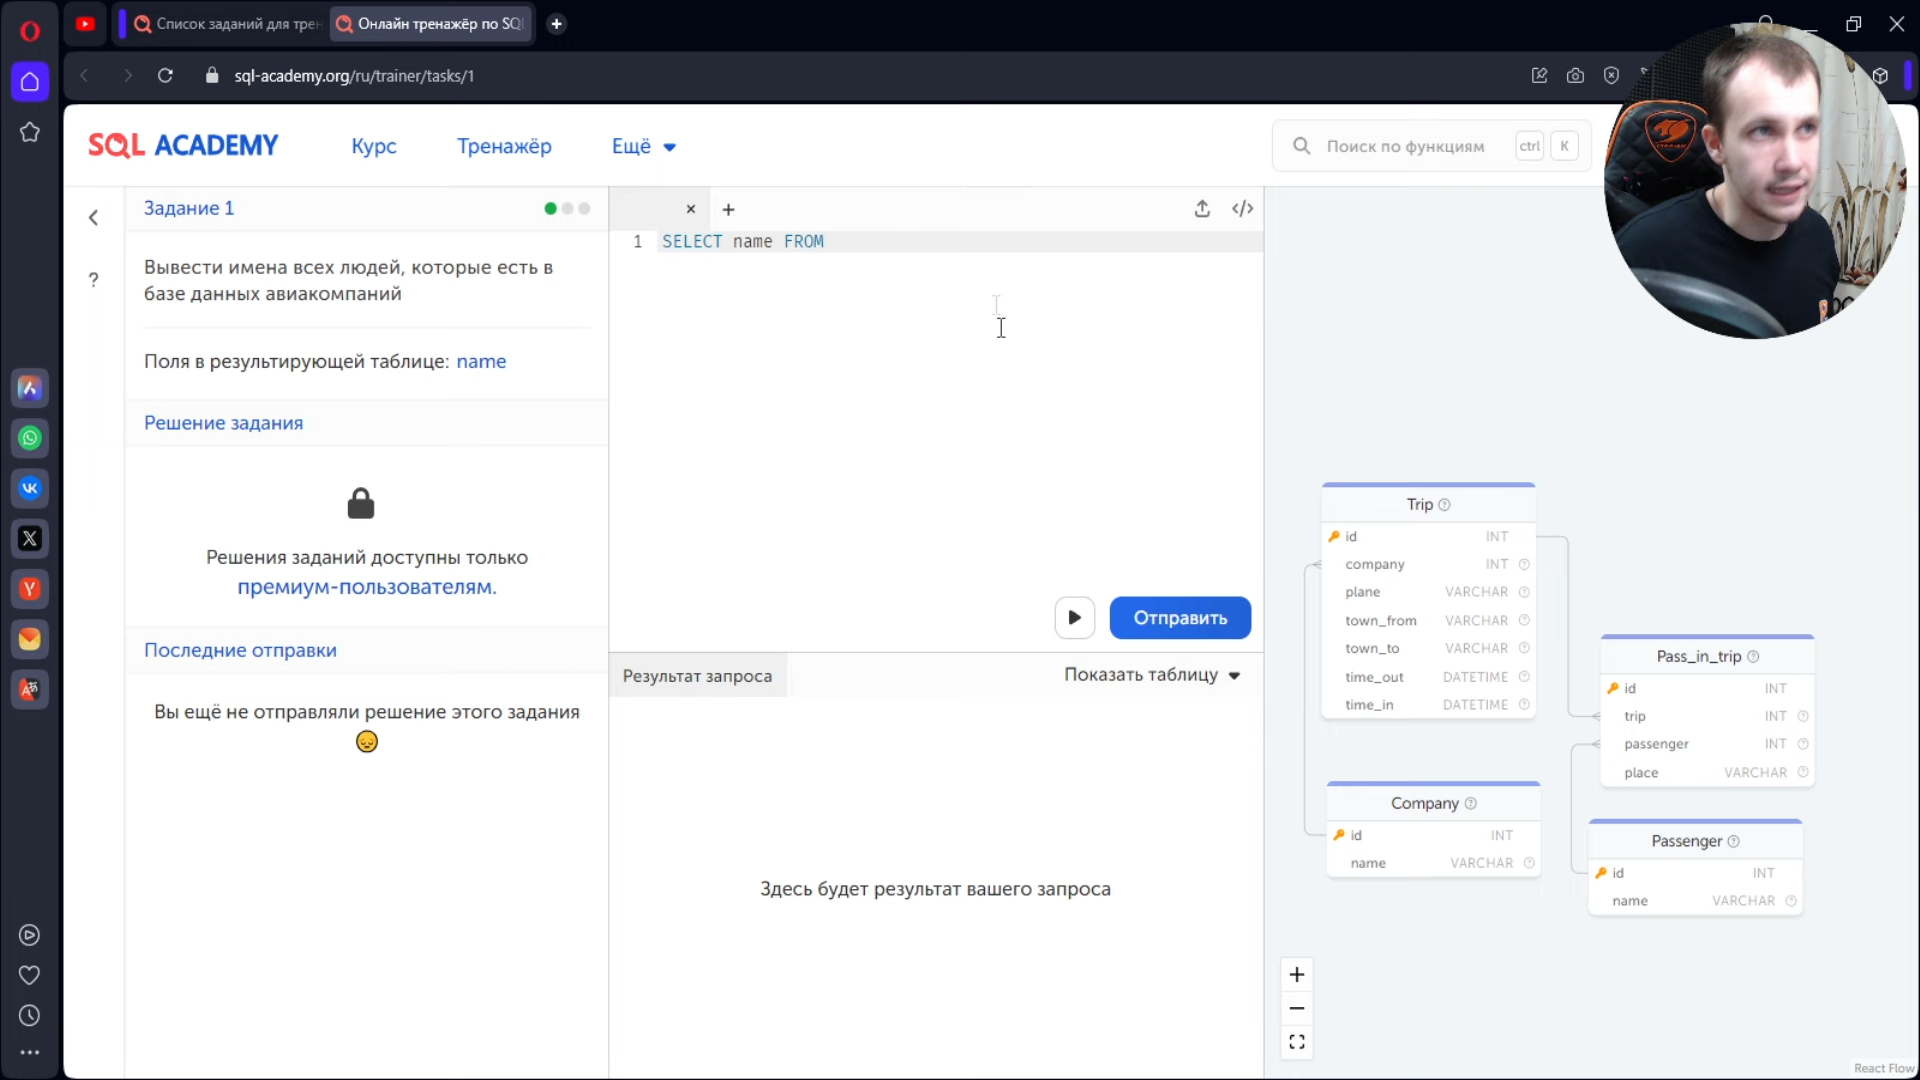 Список заданий для трен
Онлайн тренажёр по SQ
sql-academy.org/ru/trainer/tasks/1
SQL ACADEMY
Курс
Тренажёр
Ещё
Поиск по функциям
ctrl
K
Задание 1
Вывести имена всех людей, которые есть в
базе данных авиакомпаний
Поля в результирующей таблице: name
Решение задания
Решения заданий доступны только
премиум-пользователям.
Последние отправки
Вы ещё не отправляли решение этого задания
1 SELECT name FROM
Отправить
Результат запроса
Показать таблицу
Здесь будет результат вашего запроса
Trip
id INT
company INT
plane VARCHAR
town_from VARCHAR
town_to VARCHAR
time_out DATETIME
time_in DATETIME
Pass_in_trip
id INT
trip INT
passenger INT
place VARCHAR
Company
id INT
name VARCHAR
Passenger
id INT
name VARCHAR
React Flow